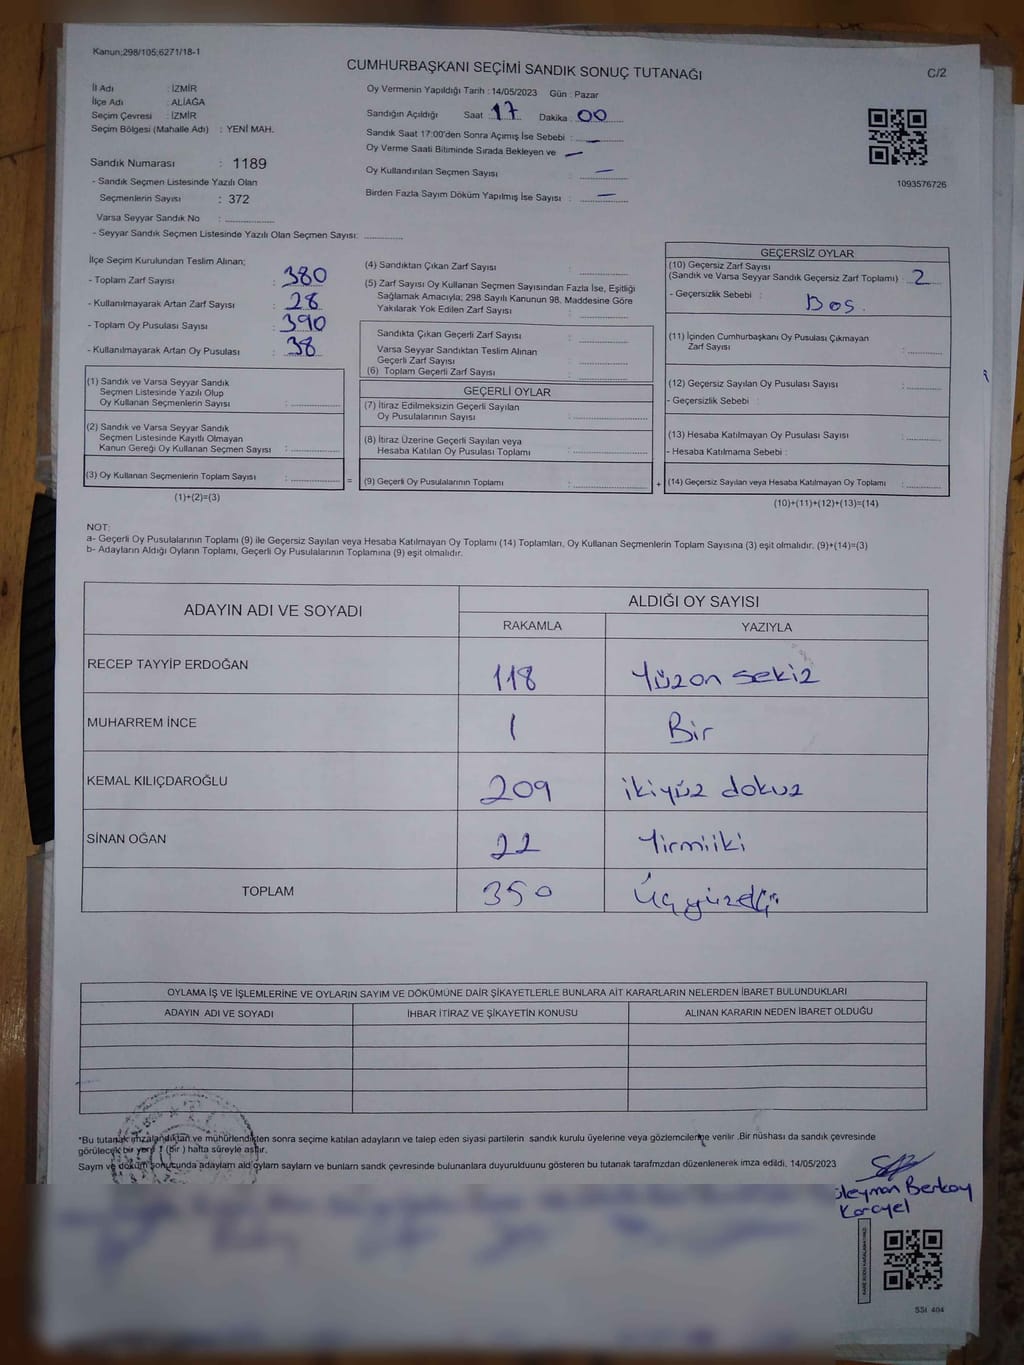 Kanun;298/105;6271/18-1
CUMHURBAŞKANI SEÇİMİ SANDIK SONUÇ TUTANAĞI
C/2
İl Adı : İZMİR
İlçe Adı : ALİAĞA
Seçim Çevresi : İZMİR
Seçim Bölgesi (Mahalle Adı) : YENİ MAH.
Sandık Numarası : 1189
- Sandık Seçmen Listesinde Yazılı Olan
Seçmenlerin Sayısı : 372
Varsa Seyyar Sandık No :
- Seyyar Sandık Seçmen Listesinde Yazılı Olan Seçmen Sayısı:
Oy Vermenin Yapıldığı Tarih : 14/05/2023 Gün : Pazar
Sandığın Açıldığı Saat 17 Dakika : 00
Sandık Saat 17:00'den Sonra Açımış İse Sebebi : —
Oy Verme Saati Bitiminde Sırada Bekleyen ve —
Oy Kullandırılan Seçmen Sayısı : —
Birden Fazla Sayım Döküm Yapılmış İse Sayısı : —
1093576726
İlçe Seçim Kurulundan Teslim Alınan;
- Toplam Zarf Sayısı : 380
- Kullanılmayarak Artan Zarf Sayısı : 28
- Toplam Oy Pusulası Sayısı : 390
- Kullanılmayarak Artan Oy Pusulası : 38
(1) Sandık ve Varsa Seyyar Sandık
Seçmen Listesinde Yazılı Olup
Oy Kullanan Seçmenlerin Sayısı :
(2) Sandık ve Varsa Seyyar Sandık
Seçmen Listesinde Kayıtlı Olmayan
Kanun Gereği Oy Kullanan Seçmen Sayısı :
(3) Oy Kullanan Seçmenlerin Toplam Sayısı : =
(1)+(2)=(3)
(4) Sandıktan Çıkan Zarf Sayısı :
(5) Zarf Sayısı Oy Kullanan Seçmen Sayısından Fazla İse, Eşitliği
Sağlamak Amacıyla; 298 Sayılı Kanunun 98. Maddesine Göre
Yakılarak Yok Edilen Zarf Sayısı :
Sandıkta Çıkan Geçerli Zarf Sayısı :
Varsa Seyyar Sandıktan Teslim Alınan
Geçerli Zarf Sayısı :
(6) Toplam Geçerli Zarf Sayısı :
GEÇERLİ OYLAR
(7) İtiraz Edilmeksizin Geçerli Sayılan
Oy Pusulalarının Sayısı :
(8) İtiraz Üzerine Geçerli Sayılan veya
Hesaba Katılan Oy Pusulası Toplamı :
(9) Geçerli Oy Pusulalarının Toplamı : +
GEÇERSİZ OYLAR
(10) Geçersiz Zarf Sayısı
(Sandık ve Varsa Seyyar Sandık Geçersiz Zarf Toplamı) : 2
- Geçersizlik Sebebi : Boş.
(11) İçinden Cumhurbaşkanı Oy Pusulası Çıkmayan
Zarf Sayısı :
(12) Geçersiz Sayılan Oy Pusulası Sayısı :
- Geçersizlik Sebebi :
(13) Hesaba Katılmayan Oy Pusulası Sayısı :
- Hesaba Katılmama Sebebi :
(14) Geçersiz Sayılan veya Hesaba Katılmayan Oy Toplamı :
(10)+(11)+(12)+(13)=(14)
NOT:
a- Geçerli Oy Pusulalarının Toplamı (9) ile Geçersiz Sayılan veya Hesaba Katılmayan Oy Toplamı (14) Toplamları, Oy Kullanan Seçmenlerin Toplam Sayısına (3) eşit olmalıdır. (9)+(14)=(3)
b- Adayların Aldığı Oyların Toplamı, Geçerli Oy Pusulalarının Toplamına (9) eşit olmalıdır.
ADAYIN ADI VE SOYADI
ALDIĞI OY SAYISI
RAKAMLA YAZIYLA
RECEP TAYYİP ERDOĞAN 118 Yüzon sekiz
MUHARREM İNCE 1 Bir
KEMAL KILIÇDAROĞLU 209 ikiyüz dokuz
SİNAN OĞAN 22 Yirmiiki
TOPLAM 350
OYLAMA İŞ VE İŞLEMLERİNE VE OYLARIN SAYIM VE DÖKÜMÜNE DAİR ŞİKAYETLERLE BUNLARA AİT KARARLARIN NELERDEN İBARET BULUNDUKLARI
ADAYIN ADI VE SOYADI İHBAR İTİRAZ VE ŞİKAYETİN KONUSU ALINAN KARARIN NEDEN İBARET OLDUĞU
*Bu tutanak imzalandıktan ve mühürlendikten sonra seçime katılan adayların ve talep eden siyasi partilerin sandık kurulu üyelerine veya gözlemcilerine verilir .Bir nüshası da sandık çevresinde
görülecek bir yere 1 (bir ) hafta süreyle asılır.
Sayım ve döküm sonucunda adayların ald oyların sayların ve bunların sandk çevresinde bulunanlara duyurulduunu gösteren bu tutanak tarafmzdan düzenlenerek imza edildi. 14/05/2023
Berkay
Karayel
SSI 404